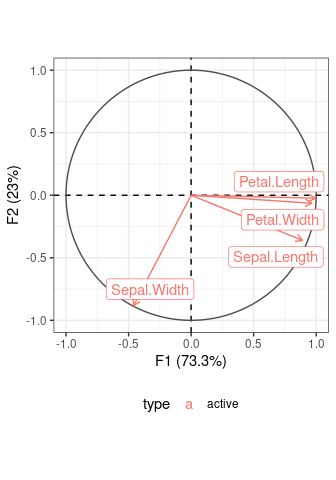 1.0
0.5
0.0
-0.5
-1.0
F2 (23%)
Petal.Length
Petal.Width
Sepal.Length
Sepal.Width
-1.0 -0.5 0.0 0.5 1.0
F1 (73.3%)
type a active